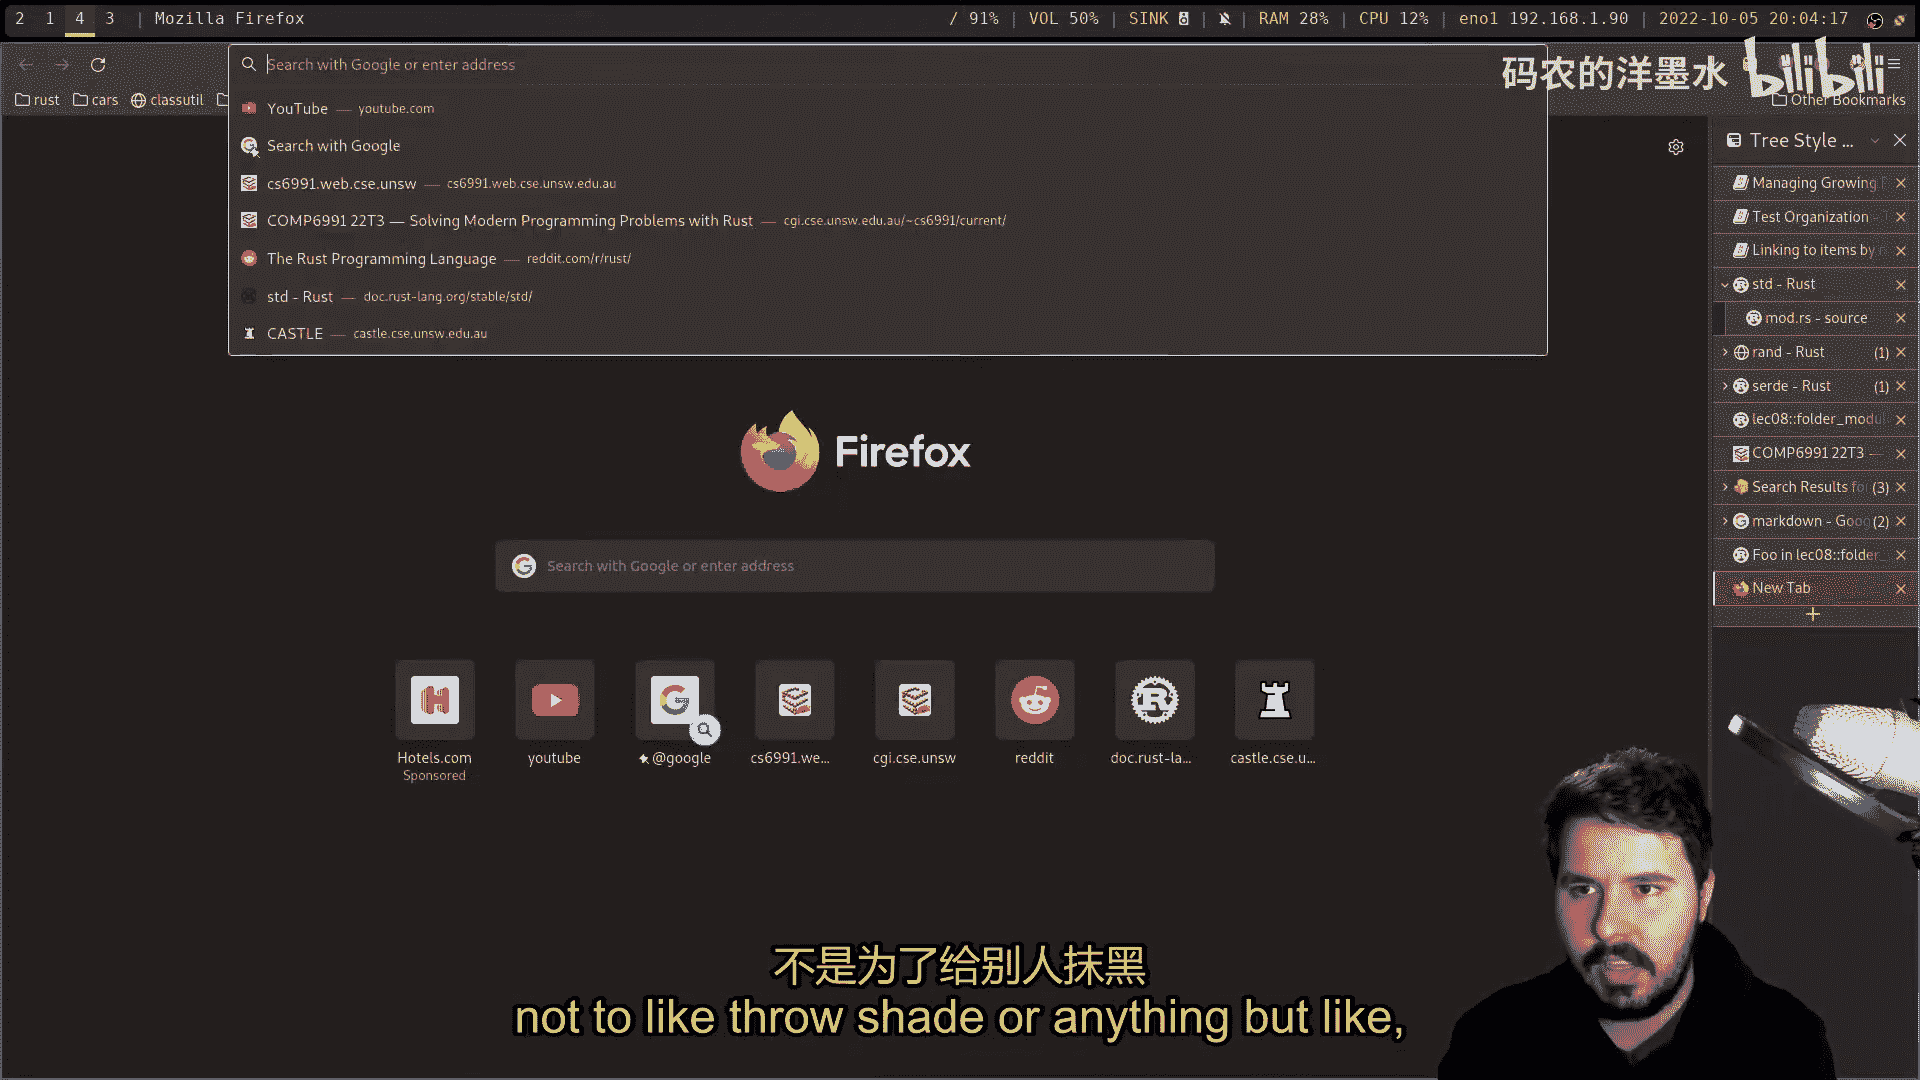 2 1 4 3 | Mozilla Firefox
/ 91% | VOL 50% | SINK | RAM 28% | CPU 12% | eno1 192.168.1.90 | 2022-10-05 20:04:17
Search with Google or enter address
码农的洋墨水 bilibili
rust cars classutil
Other Bookmarks
YouTube — youtube.com
Search with Google
cs6991.web.cse.unsw — cs6991.web.cse.unsw.edu.au
COMP6991 22T3 — Solving Modern Programming Problems with Rust — cgi.cse.unsw.edu.au/~cs6991/current/
The Rust Programming Language — reddit.com/r/rust/
std - Rust — doc.rust-lang.org/stable/std/
CASTLE — castle.cse.unsw.edu.au
Tree Style ...
Managing Growing
Test Organization -
Linking to items by
std - Rust
mod.rs - source
rand - Rust (1)
serde - Rust (1)
lec08::folder_modu
COMP6991 22T3 —
Search Results for (3)
markdown - Goog (2)
Foo in lec08::folder_
New Tab
Firefox
Search with Google or enter address
Hotels.com
Sponsored
youtube
@google
cs6991.we...
cgi.cse.unsw
reddit
doc.rust-la...
castle.cse.u...
不是为了给别人抹黑
not to like throw shade or anything but like,